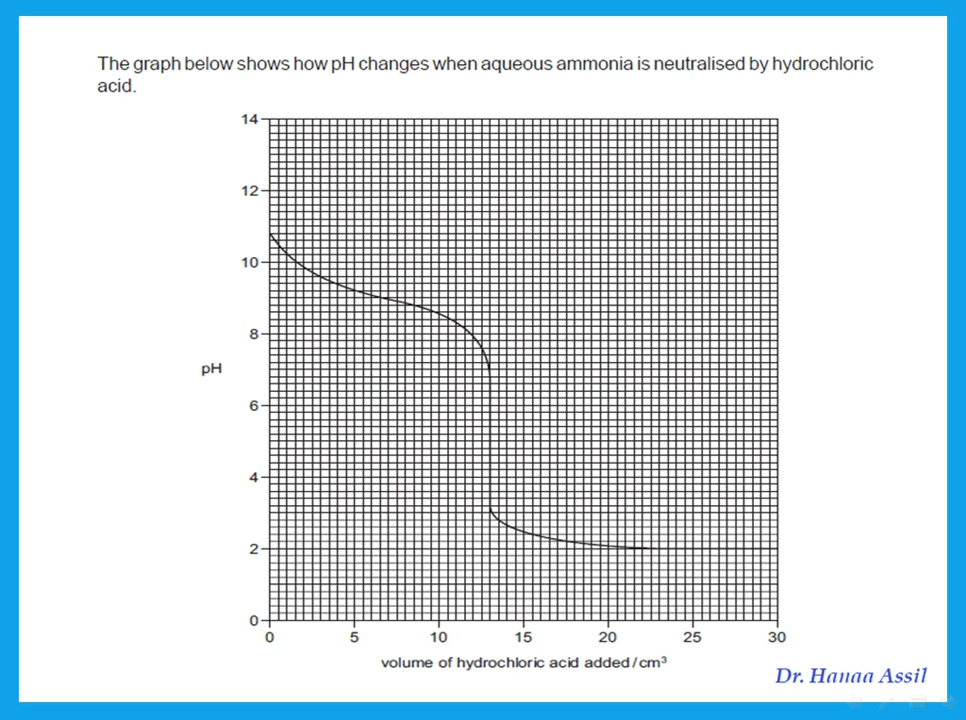 The graph below shows how pH changes when aqueous ammonia is neutralised by hydrochloric
acid.
14
12
10
8
pH
6
4
2
0
0 5 10 15 20 25 30
volume of hydrochloric acid added/cm³
Dr. Hanaa Assil